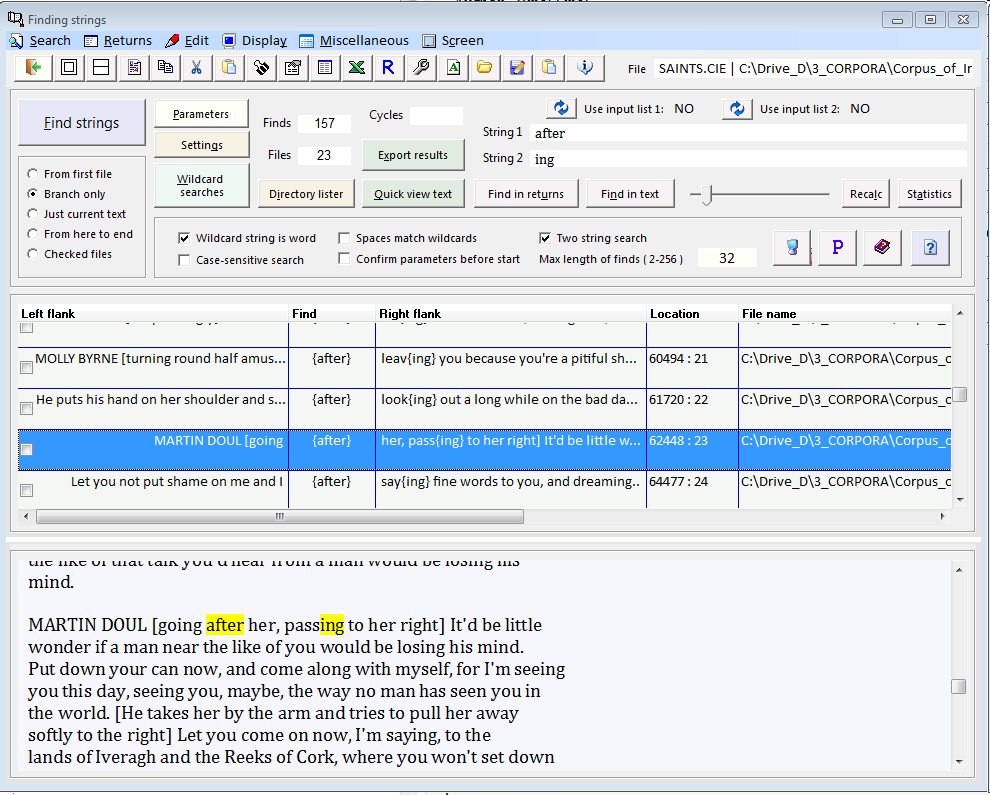 Finding strings
Search Returns Edit Display Miscellaneous Screen
File SAINTS.CIE | C:\Drive_D\3_CORPORA\Corpus_of_Ir
Find strings
Parameters
Settings
Wildcard
searches
Finds 157
Files 23
Cycles
Export results
Directory lister
Quick view text
Use input list 1: NO
Use input list 2: NO
String 1 after
String 2 ing
Find in returns
Find in text
Recalc
Statistics
From first file
Branch only
Just current text
From here to end
Checked files
Wildcard string is word
Case-sensitive search
Spaces match wildcards
Confirm parameters before start
Two string search
Max length of finds ( 2-256 ) 32
P
Left flank Find Right flank Location File name
MOLLY BYRNE [turning round half amus... {after} leav{ing} you because you're a pitiful sh... 60494 : 21 C:\Drive_D\3_CORPORA\Corpus_o
He puts his hand on her shoulder and s... {after} look{ing} out a long while on the bad da... 61720 : 22 C:\Drive_D\3_CORPORA\Corpus_o
MARTIN DOUL [going {after} her, pass{ing} to her right] It'd be little w... 62448 : 23 C:\Drive_D\3_CORPORA\Corpus_o
Let you not put shame on me and I {after} say{ing} fine words to you, and dreaming.. 64477 : 24 C:\Drive_D\3_CORPORA\Corpus_o
the like of that talk you'd hear from a man would be losing his
mind.
MARTIN DOUL [going after her, passing to her right] It'd be little
wonder if a man near the like of you would be losing his mind.
Put down your can now, and come along with myself, for I'm seeing
you this day, seeing you, maybe, the way no man has seen you in
the world. [He takes her by the arm and tries to pull her away
softly to the right] Let you come on now, I'm saying, to the
lands of Iveragh and the Reeks of Cork, where you won't set down